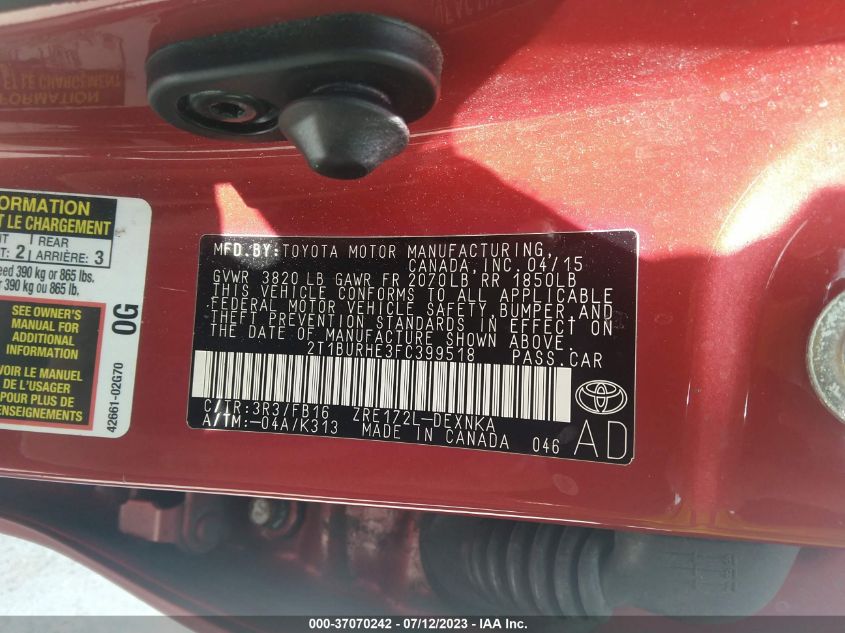 ORMATION
T LE CHARGEMENT
NT REAR
T: 2 ARRIÈRE: 3
eed 390 kg or 865 lbs.
r 390 kg ou 865 lb.
SEE OWNER'S
MANUAL FOR
ADDITIONAL
INFORMATION
VOIR LE MANUEL
DE L'USAGER
POUR PLUS DE
0G
42661-02G70
MFD.BY:TOYOTA MOTOR MANUFACTURING,
CANADA,INC. 04/15
GVWR 3820 LB GAWR FR 2070LB RR 1850LB
THIS VEHICLE CONFORMS TO ALL APPLICABLE
FEDERAL MOTOR VEHICLE SAFETY,BUMPER,AND
THEFT PREVENTION STANDARDS IN EFFECT ON
THE DATE OF MANUFACTURE SHOWN ABOVE.
2T1BURHE3FC399518 PASS.CAR
C/TR:3R3/FB16 ZRE172L-DEXNKA
A/TM:-04A/K313 MADE IN CANADA 046
AD
000-37070242 - 07/12/2023 - IAA Inc.